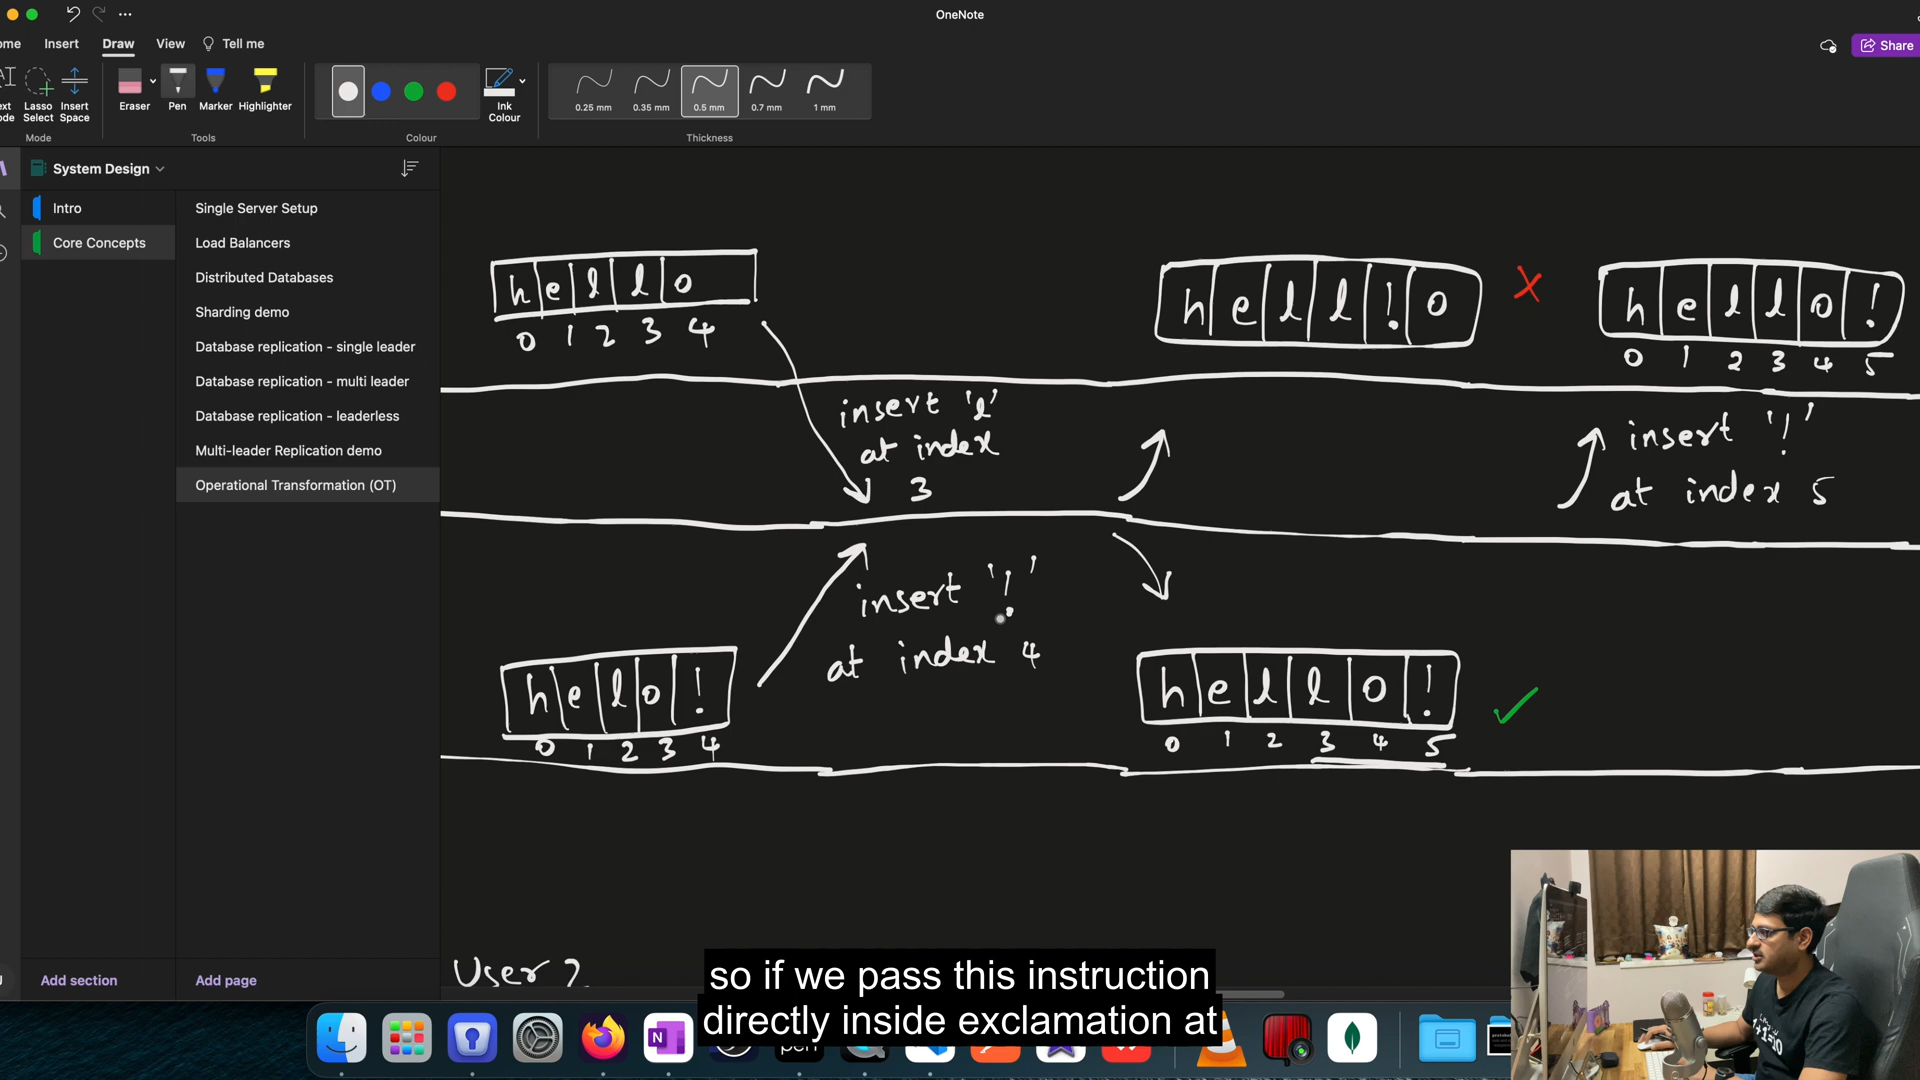 OneNote
ome Insert Draw View Tell me
Share
Eraser Pen Marker Highlighter
Lasso Select
Insert Space
Ink Colour
0.25 mm 0.35 mm 0.5 mm 0.7 mm 1 mm
Mode Tools Colour Thickness
System Design
Intro
Core Concepts
Single Server Setup
Load Balancers
Distributed Databases
Sharding demo
Database replication - single leader
Database replication - multi leader
Database replication - leaderless
Multi-leader Replication demo
Operational Transformation (OT)
Add section
Add page
h e l l o
0 1 2 3 4
h e l l ! o
h e l l o !
0 1 2 3 4 5
insert 'l'
at index
3
insert '!'
at index 5
insert '!'
at index 4
h e l o !
0 1 2 3 4
h e l l o !
0 1 2 3 4 5
User 2
so if we pass this instruction
directly inside exclamation at